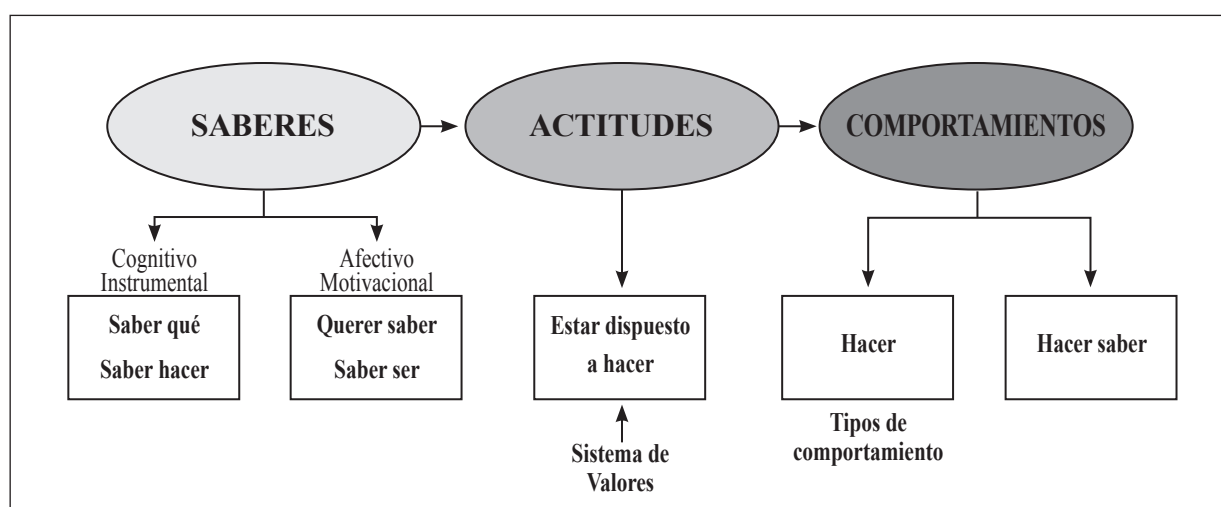 SABERES
ACTITUDES
COMPORTAMIENTOS
Cognitivo
Instrumental
Saber qué
Saber hacer
Afectivo
Motivacional
Querer saber
Saber ser
Estar dispuesto
a hacer
Sistema de
Valores
Hacer
Tipos de
comportamiento
Hacer saber